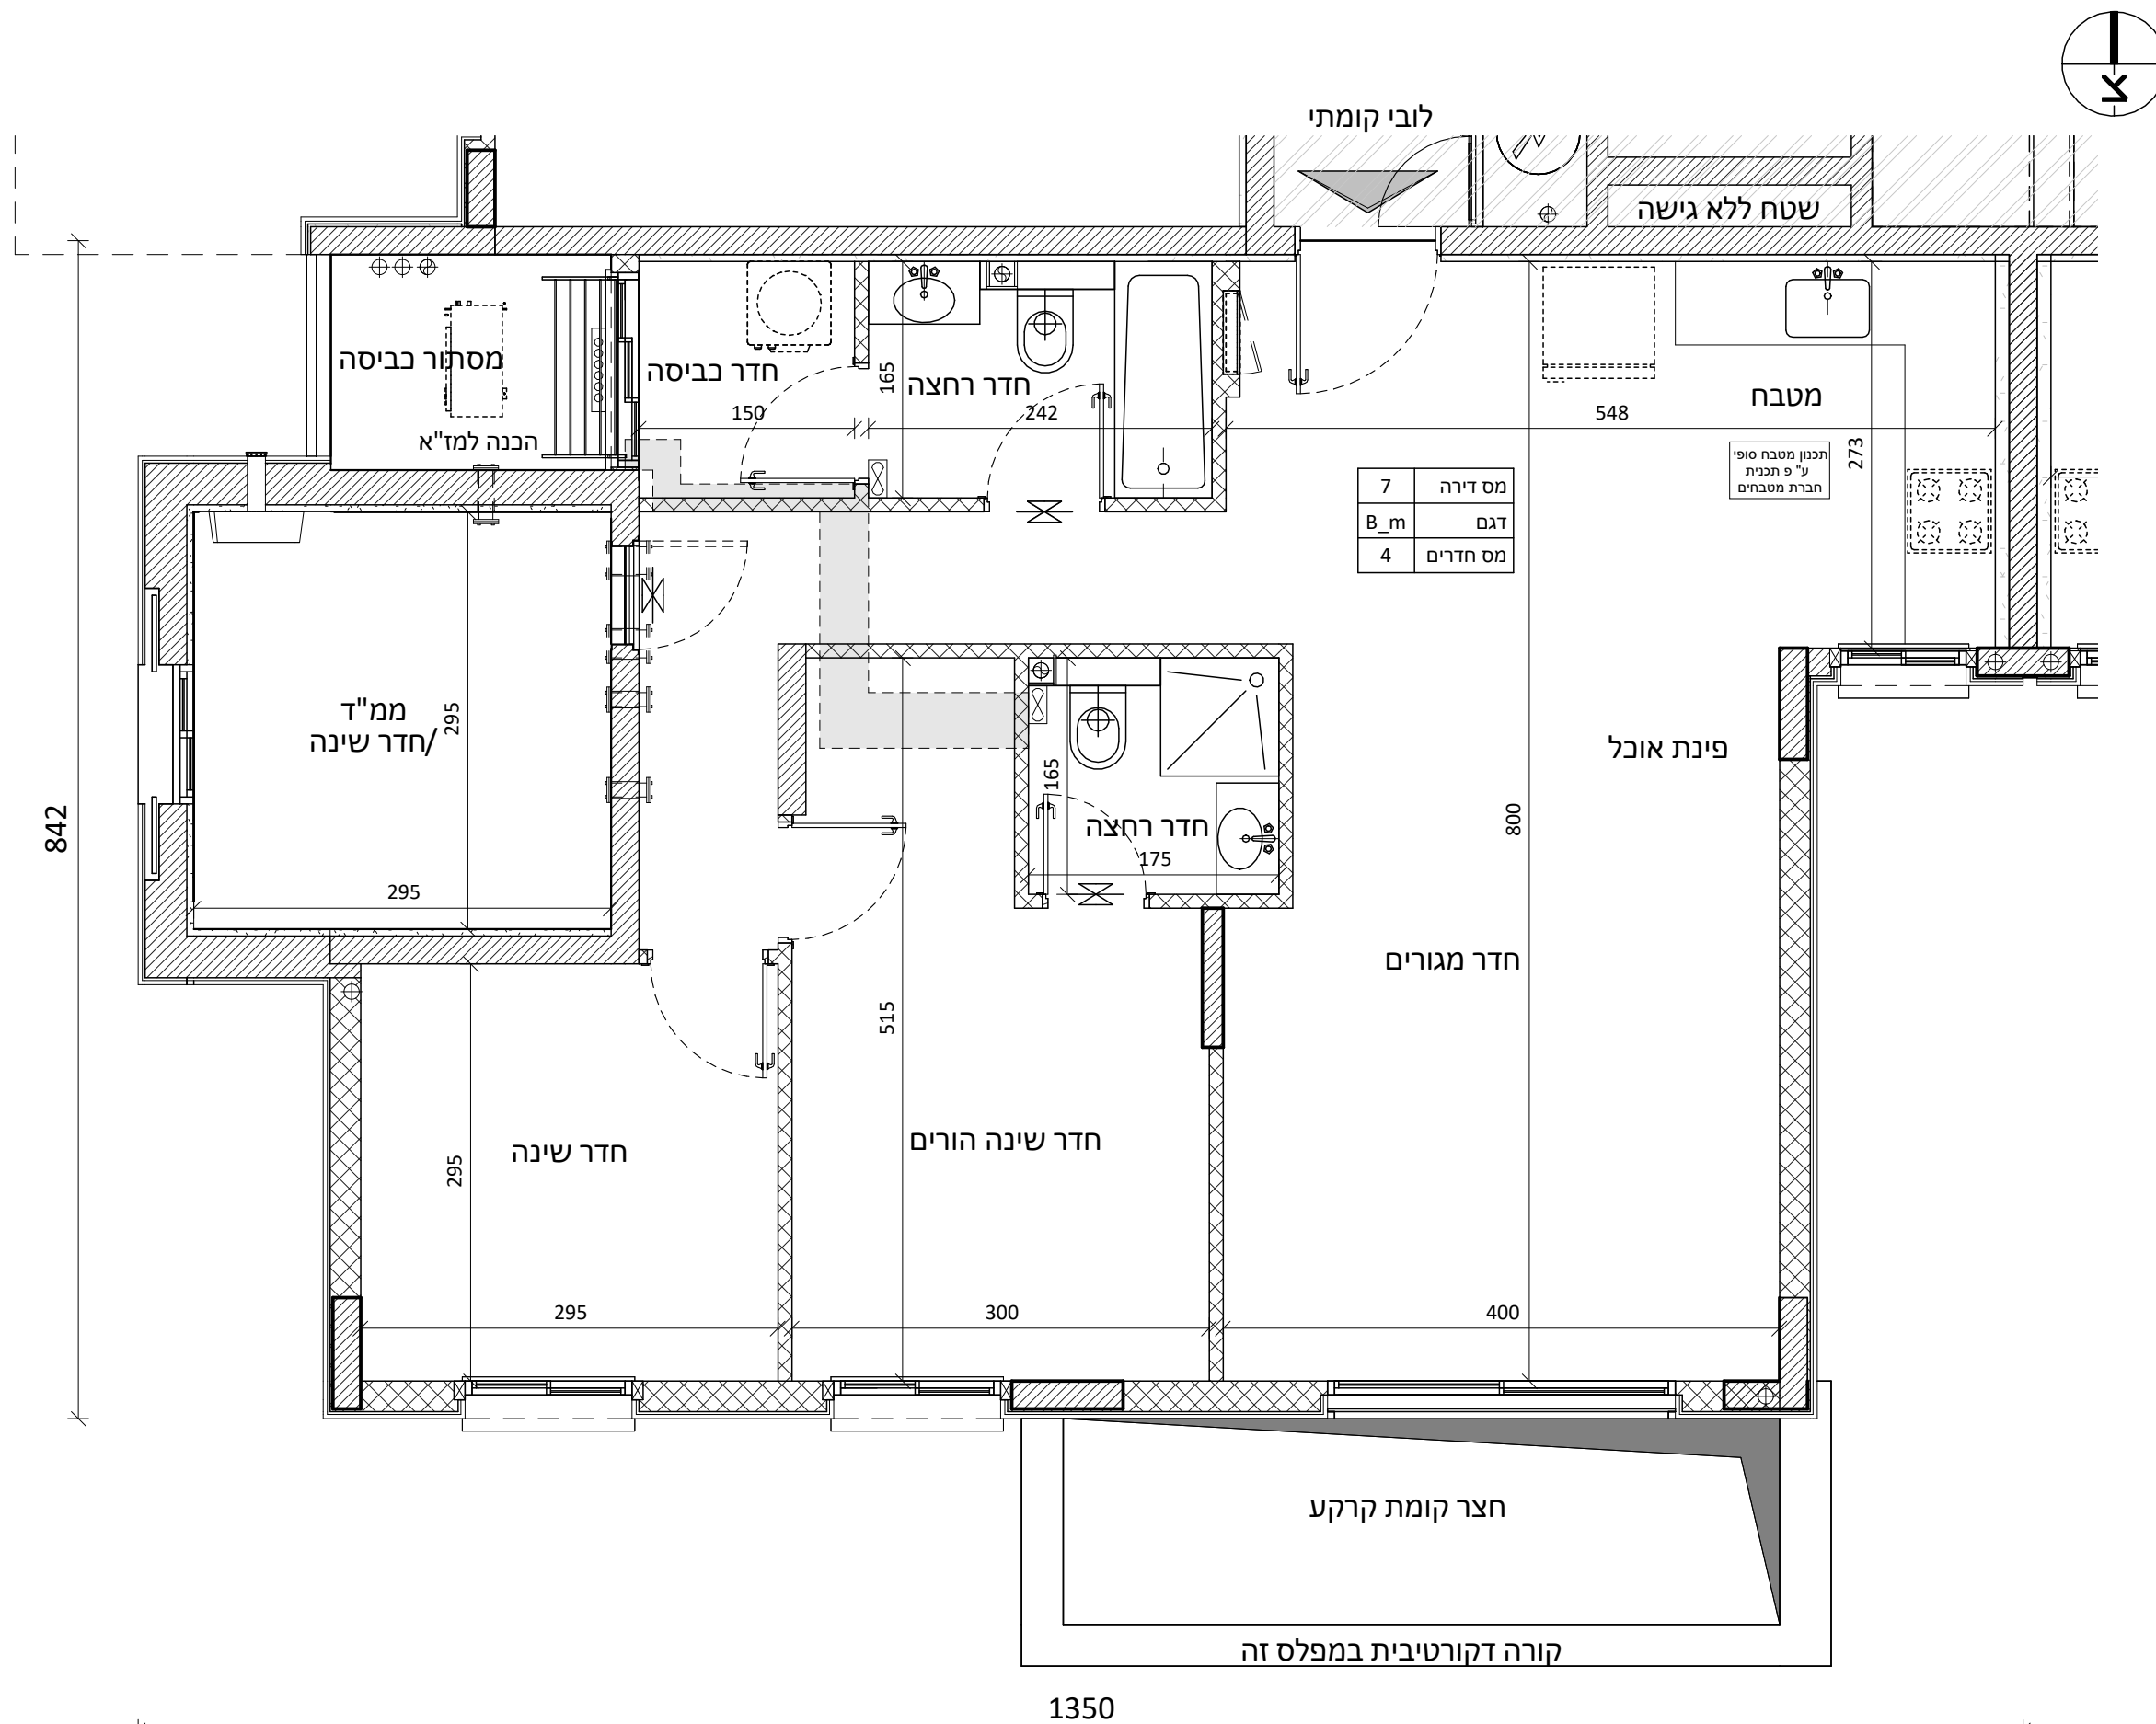 לובי קומתי
שטח ללא גישה
מסתור כביסה
הכנה למז"א
חדר כביסה
150
חדר רחצה
165
242
548
מטבח
273
תכנון מטבח סופי
ע" פ תכנית
חברת מטבחים
מס דירה 7
דגם B_m
מס חדרים 4
ממ"ד
/חדר שינה
295
295
842
חדר רחצה
165
175
פינת אוכל
800
חדר מגורים
515
חדר שינה הורים
חדר שינה
295
295
300
400
חצר קומת קרקע
קורה דקורטיבית במפלס זה
1350